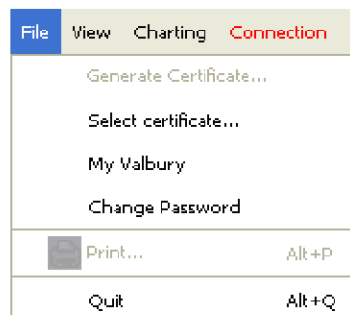 File View Charting Connection
Generate Certificate...
Select certificate...
My Valbury
Change Password
Print... Alt+P
Quit Alt+Q